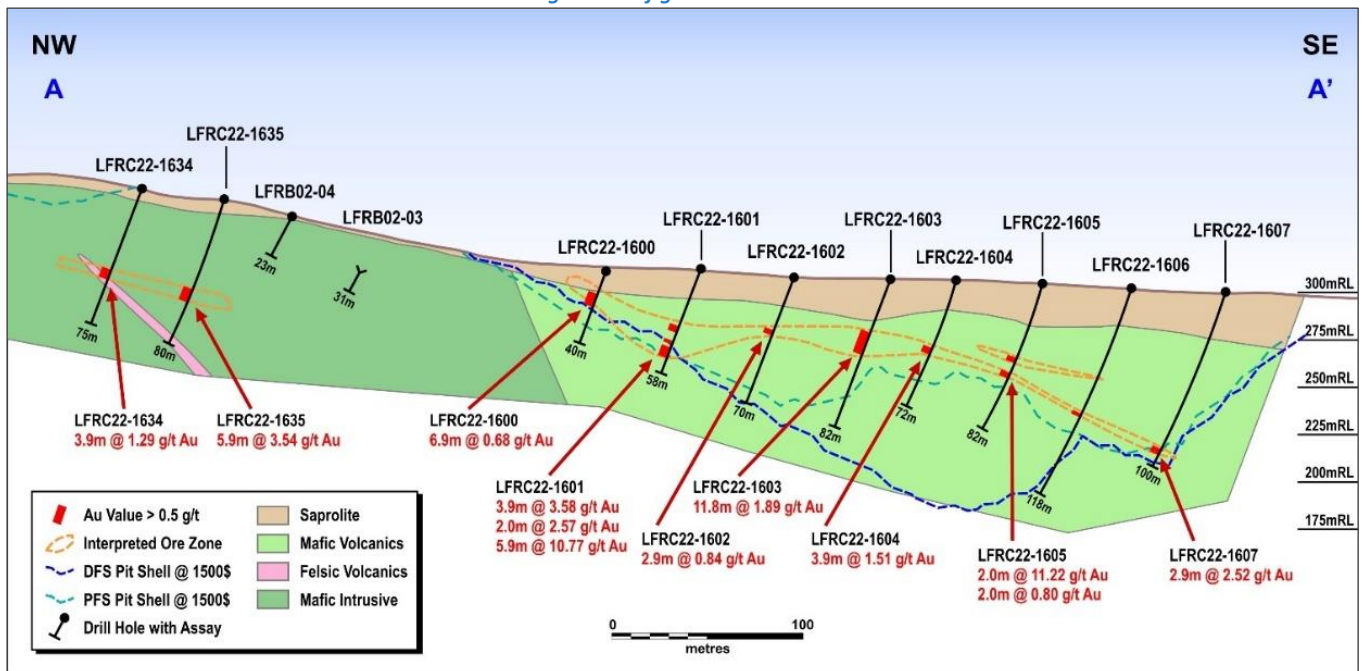 NW
SE
A
A'
LFRC22-1635
LFRC22-1634
LFRB02-04
LFRB02-03
LFRC22-1600
LFRC22-1601
LFRC22-1602
LFRC22-1603
LFRC22-1604
LFRC22-1605
LFRC22-1606
LFRC22-1607
23m
31m
75m
80m
40m
58m
70m
82m
72m
82m
118m
100m
300mRL
275mRL
250mRL
225mRL
200mRL
175mRL
LFRC22-1634
3.9m @ 1.29 g/t Au
LFRC22-1635
5.9m @ 3.54 g/t Au
LFRC22-1600
6.9m @ 0.68 g/t Au
LFRC22-1601
3.9m @ 3.58 g/t Au
2.0m @ 2.57 g/t Au
5.9m @ 10.77 g/t Au
LFRC22-1602
2.9m @ 0.84 g/t Au
LFRC22-1603
11.8m @ 1.89 g/t Au
LFRC22-1604
3.9m @ 1.51 g/t Au
LFRC22-1605
2.0m @ 11.22 g/t Au
2.0m @ 0.80 g/t Au
LFRC22-1607
2.9m @ 2.52 g/t Au
Au Value > 0.5 g/t
Interpreted Ore Zone
DFS Pit Shell @ 1500$
PFS Pit Shell @ 1500$
Drill Hole with Assay
Saprolite
Mafic Volcanics
Felsic Volcanics
Mafic Intrusive
0
100
metres